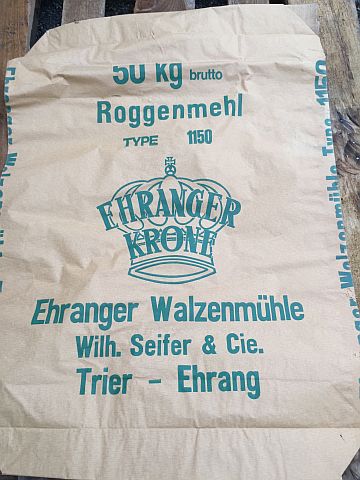 50 kg brutto
Roggenmehl
TYPE 1150
EHRANGER
KRONE
Ehranger Walzenmühle
Wilh. Seifer & Cie.
Trier - Ehrang
Walzenmühle Type 1150